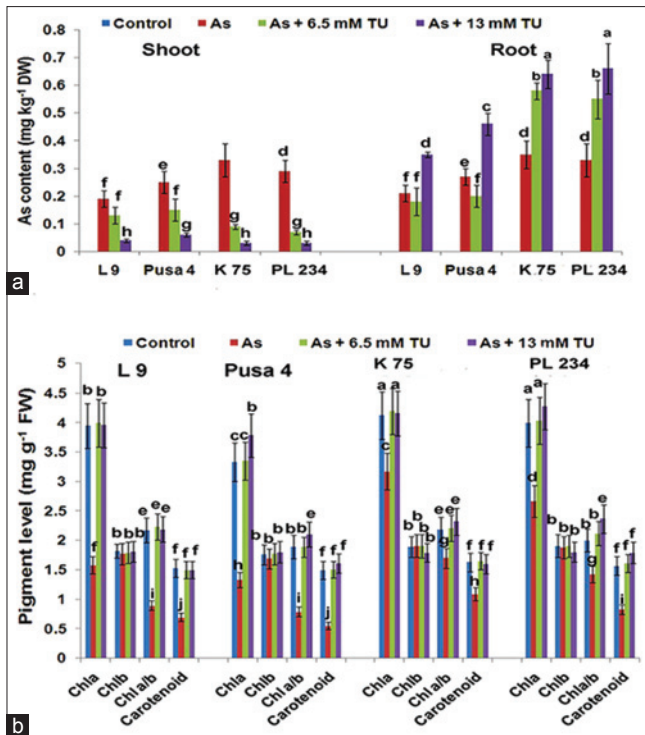 Control As As + 6.5 mM TU As + 13 mM TU
Shoot Root
As content (mg kg-1 DW)
0.8
0.7
0.6
0.5
0.4
0.3
0.2
0.1
0
f f h e f g g h d g h
f f d e f c d b a d b a
L 9 Pusa 4 K 75 PL 234 L 9 Pusa 4 K 75 PL 234
a
Control As As + 6.5 mM TU As + 13 mM TU
L 9 Pusa 4 K 75 PL 234
Pigment level (mg g-1 FW)
5
4.5
4
3.5
3
2.5
2
1.5
1
0.5
0
b b f b b b e i e e f j f f
c c b h b b b b b e i f f f j
a a c b b b b e e e g f f f h
a a d b b b b b e g f f f i
Chla Chlb Chl a/b Carotenoid Chla Chlb Chla/b Carotenoid Chla Chlb Chla/b Carotenoid Chla Chlb Chla/b Carotenoid
b